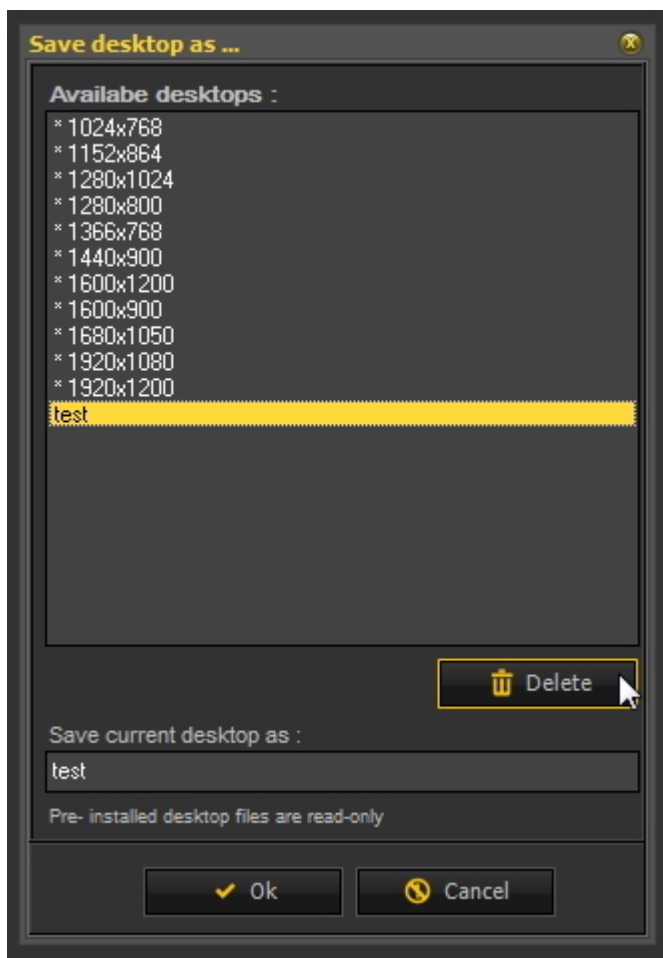 Save desktop as ...
Availabe desktops :
* 1024x768
* 1152x864
* 1280x1024
* 1280x800
* 1366x768
* 1440x900
* 1600x1200
* 1600x900
* 1680x1050
* 1920x1080
* 1920x1200
test
Delete
Save current desktop as :
test
Pre- installed desktop files are read-only
Ok Cancel